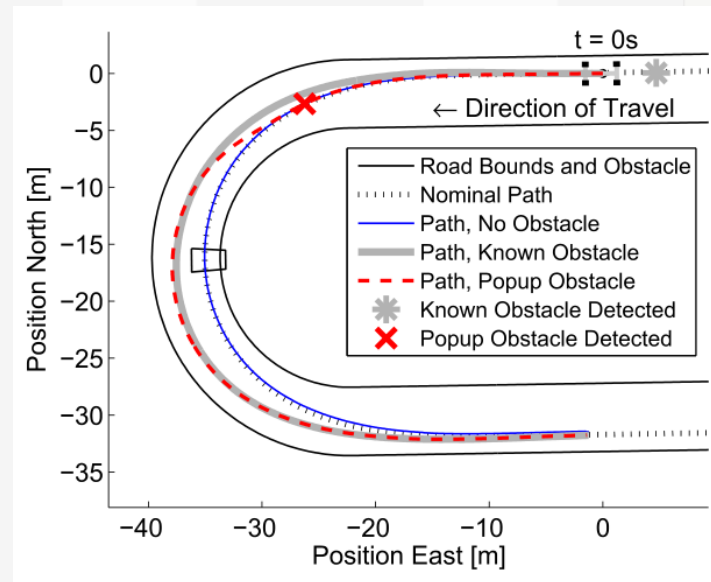 t = 0s
← Direction of Travel
Road Bounds and Obstacle
Nominal Path
Path, No Obstacle
Path, Known Obstacle
Path, Popup Obstacle
Known Obstacle Detected
Popup Obstacle Detected
Position North [m]
0
−5
−10
−15
−20
−25
−30
−35
−40
−30
−20
−10
0
Position East [m]